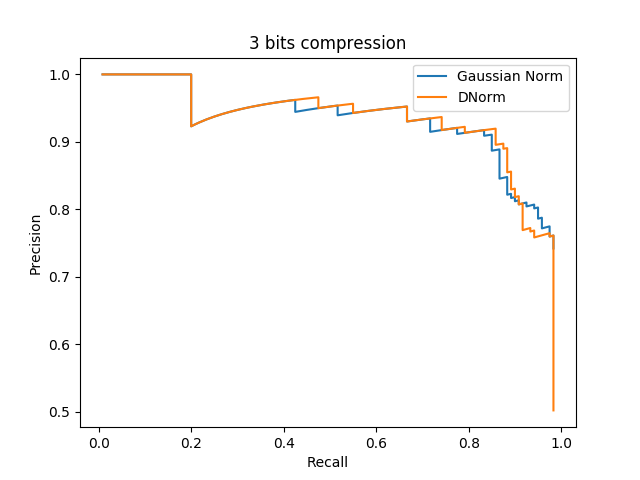 3 bits compression
Gaussian Norm
DNorm
1.0
0.9
0.8
0.7
0.6
0.5
Precision
0.0 0.2 0.4 0.6 0.8 1.0
Recall